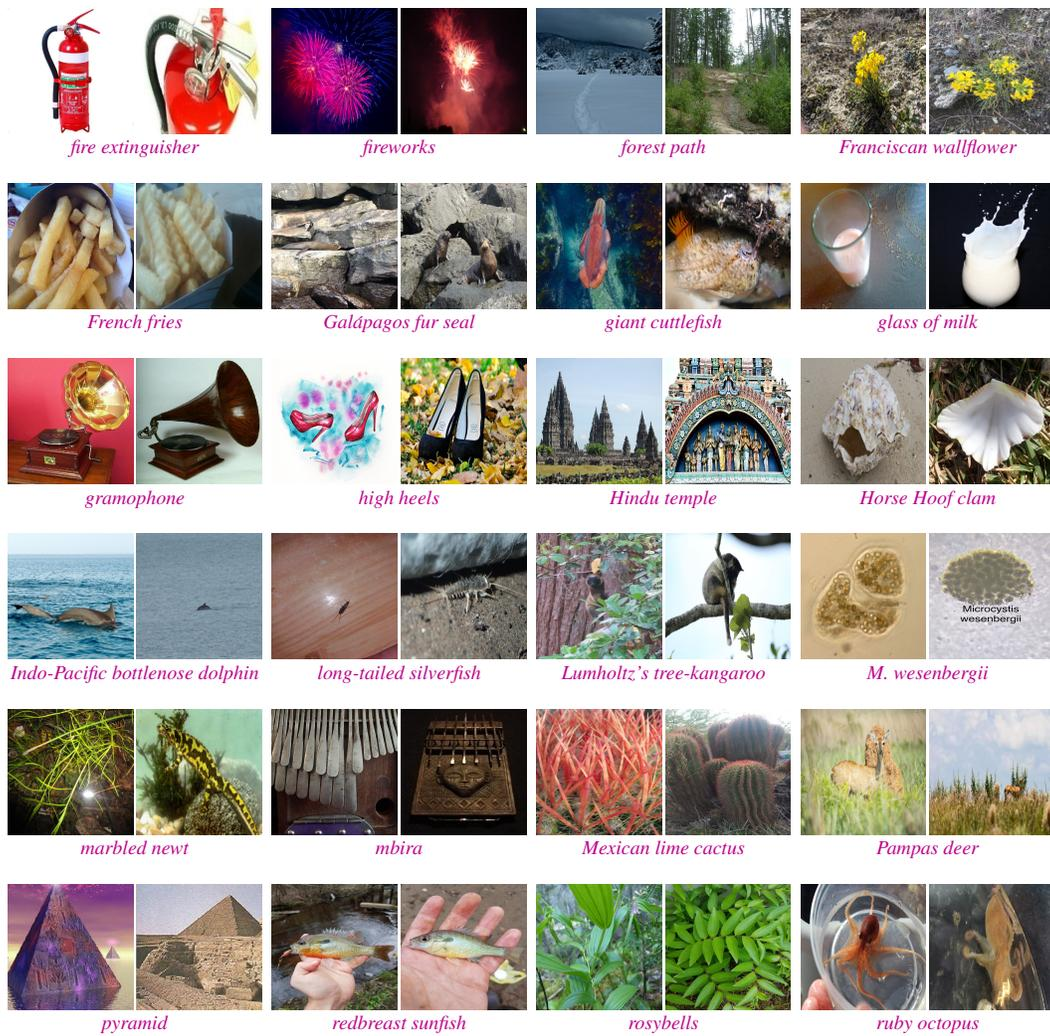 fire extinguisher
fireworks
forest path
Franciscan wallflower
French fries
Galápagos fur seal
giant cuttlefish
glass of milk
gramophone
high heels
Hindu temple
Horse Hoof clam
Indo-Pacific bottlenose dolphin
long-tailed silverfish
Lumholtz's tree-kangaroo
Microcystis
wesenbergii
M. wesenbergii
marbled newt
mbira
Mexican lime cactus
Pampas deer
pyramid
redbreast sunfish
rosybells
ruby octopus